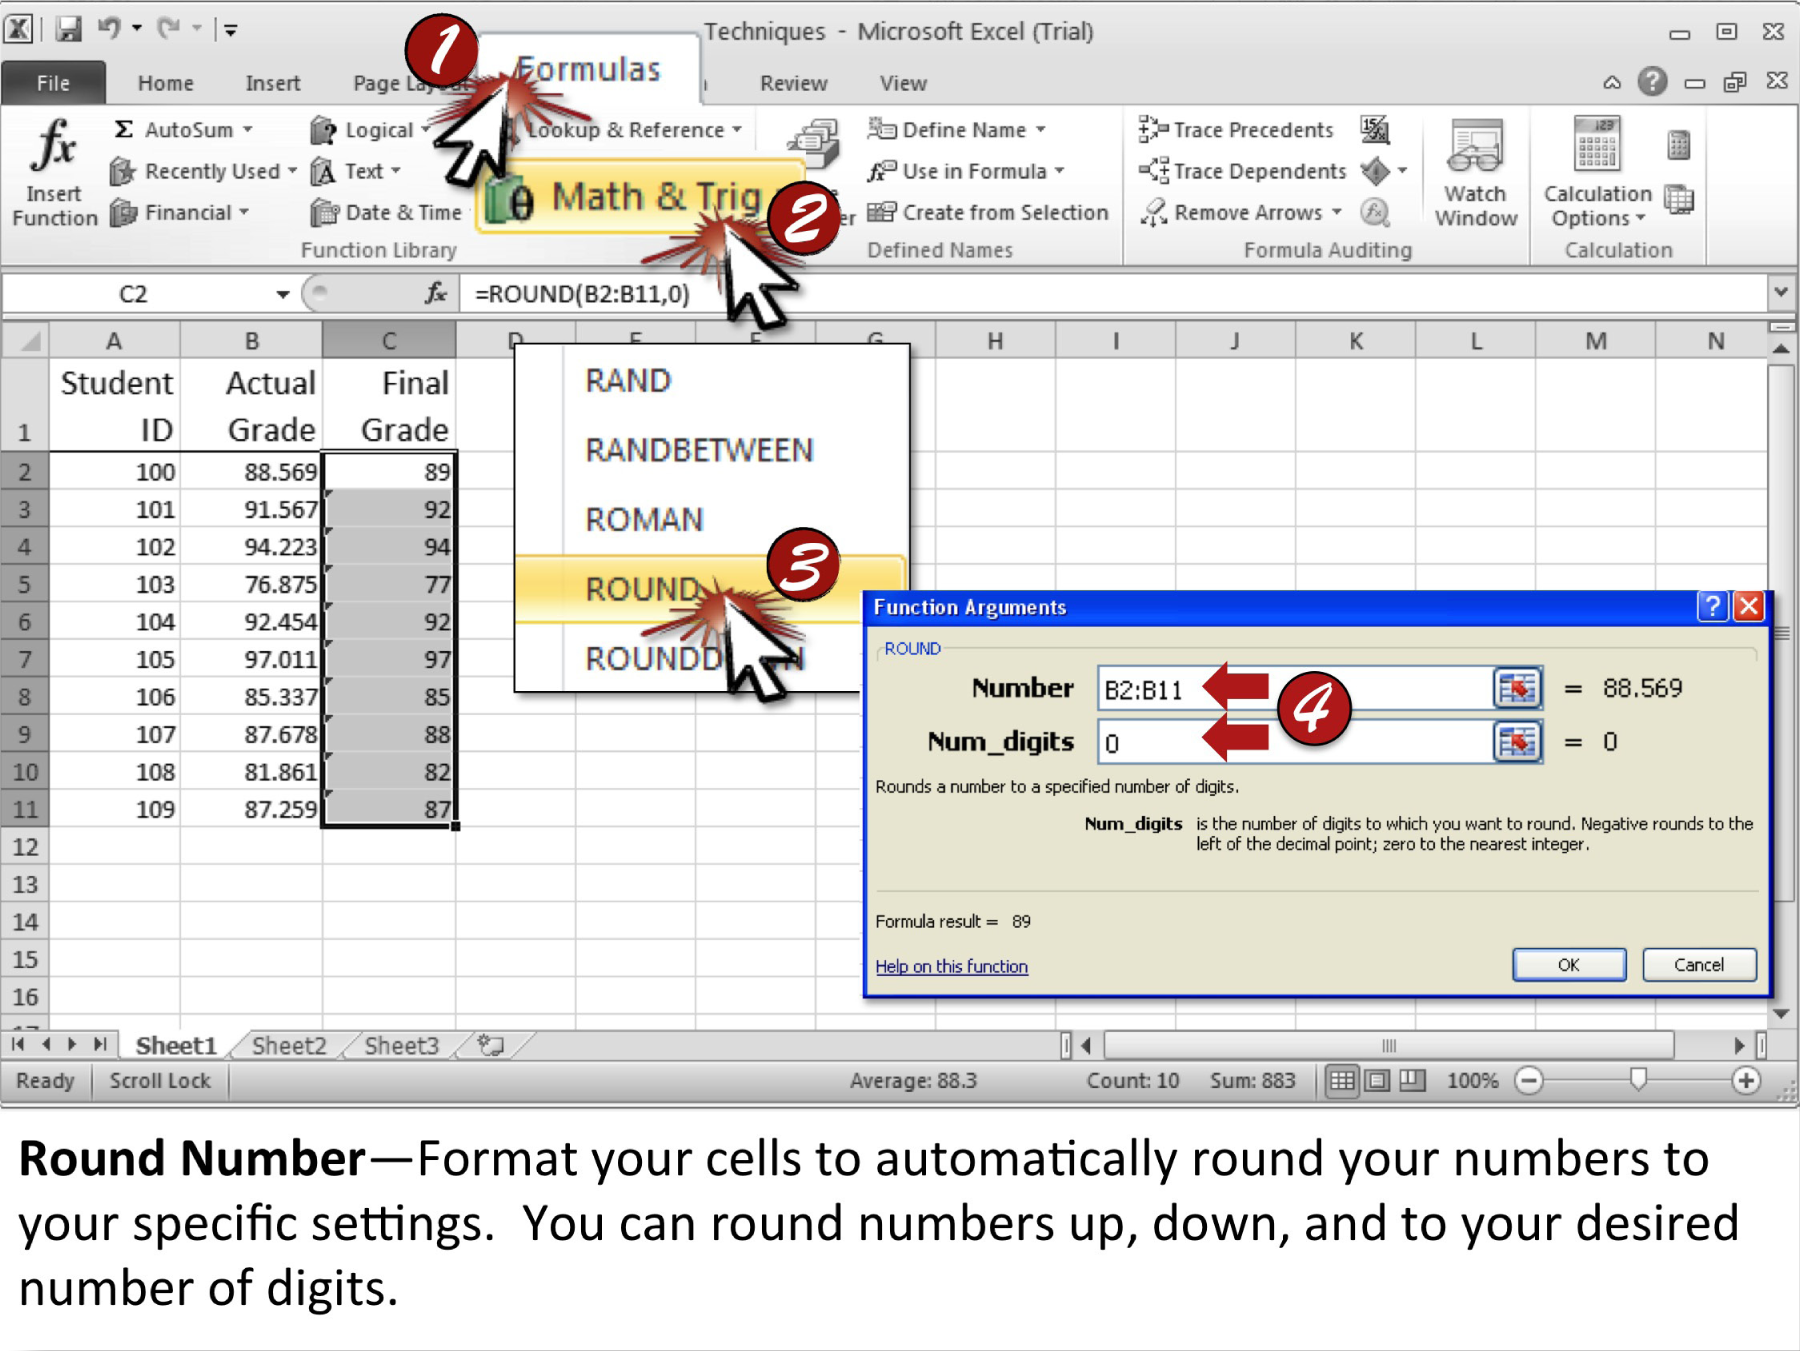 Techniques - Microsoft Excel (Trial)
1
File Home Insert Page Formulas Review View
fx Σ AutoSum Logical Lookup & Reference Define Name Trace Precedents
Recently Used Text Use in Formula Trace Dependents
Insert Function Financial Date & Time Math & Trig 2 Create from Selection Remove Arrows Watch Window Calculation Options
Function Library Defined Names Formula Auditing Calculation
C2 fx =ROUND(B2:B11,0)
A B C D E F G H I J K L M N
Student Actual Final
1 ID Grade Grade
2 100 88.569 89
3 101 91.567 92
4 102 94.223 94
5 103 76.875 77
6 104 92.454 92
7 105 97.011 97
8 106 85.337 85
9 107 87.678 88
10 108 81.861 82
11 109 87.259 87
12
13
14
15
16
RAND
RANDBETWEEN
ROMAN
ROUND 3
Function Arguments
ROUND
Number B2:B11 = 88.569
4
Num_digits 0 = 0
Rounds a number to a specified number of digits.
Num_digits is the number of digits to which you want to round. Negative rounds to the
left of the decimal point; zero to the nearest integer.
Formula result = 89
Help on this function OK Cancel
Sheet1 Sheet2 Sheet3
Ready Scroll Lock Average: 88.3 Count: 10 Sum: 883 100%
Round Number—Format your cells to automatically round your numbers to
your specific settings. You can round numbers up, down, and to your desired
number of digits.